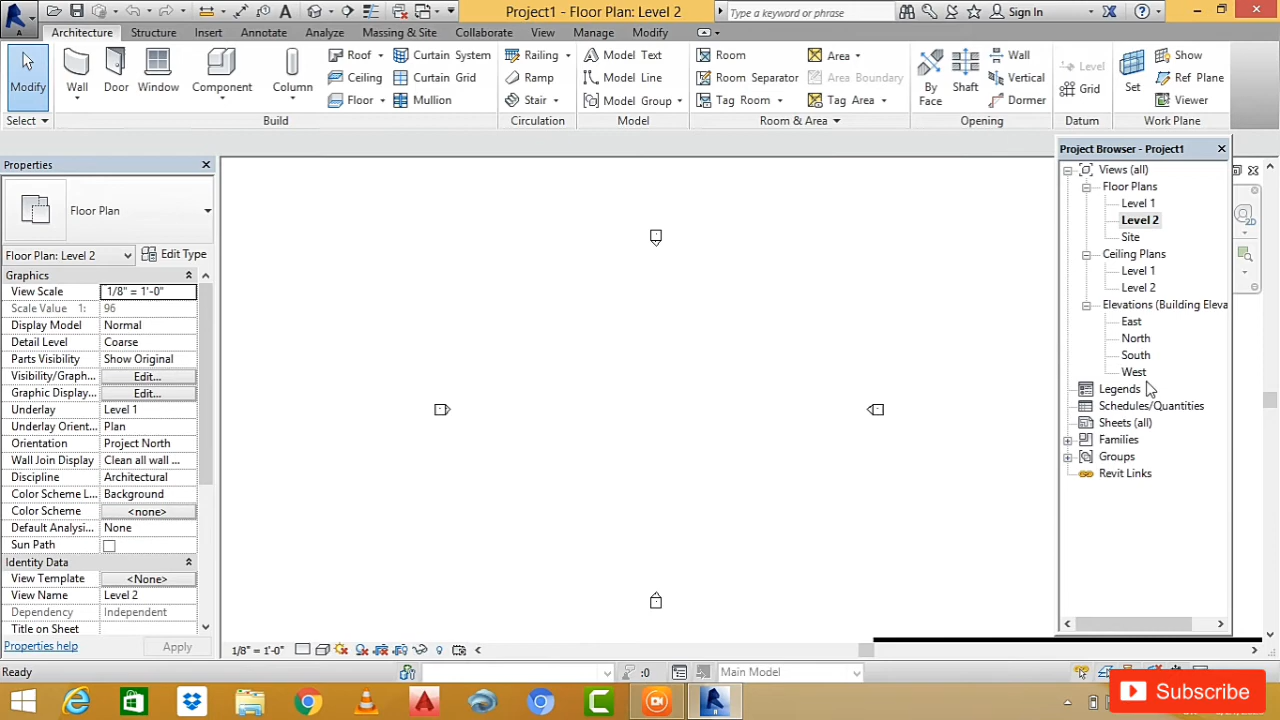 Project1 - Floor Plan: Level 2
Type a keyword or phrase
Sign In
Architecture Structure Insert Annotate Analyze Massing & Site Collaborate View Manage Modify
Modify
Wall
Door
Window
Component
Column
Roof
Ceiling
Floor
Curtain System
Curtain Grid
Mullion
Railing
Ramp
Stair
Model Text
Model Line
Model Group
Room
Room Separator
Tag Room
Area
Area Boundary
Tag Area
By Face
Shaft
Wall
Vertical
Dormer
Level
Grid
Set
Show
Ref Plane
Viewer
Select Build Circulation Model Room & Area Opening Datum Work Plane
Properties
Floor Plan
Floor Plan: Level 2 Edit Type
Graphics
View Scale 1/8" = 1'-0"
Scale Value 1: 96
Display Model Normal
Detail Level Coarse
Parts Visibility Show Original
Visibility/Graph... Edit...
Graphic Display... Edit...
Underlay Level 1
Underlay Orient... Plan
Orientation Project North
Wall Join Display Clean all wall ...
Discipline Architectural
Color Scheme L... Background
Color Scheme <none>
Default Analysi... None
Sun Path
Identity Data
View Template <None>
View Name Level 2
Dependency Independent
Title on Sheet
Properties help Apply
Project Browser - Project1
Views (all)
Floor Plans
Level 1
Level 2
Site
Ceiling Plans
Level 1
Level 2
Elevations (Building Eleva
East
North
South
West
Legends
Schedules/Quantities
Sheets (all)
Families
Groups
Revit Links
2D
1/8" = 1'-0"
Ready
:0
Main Model
Subscribe